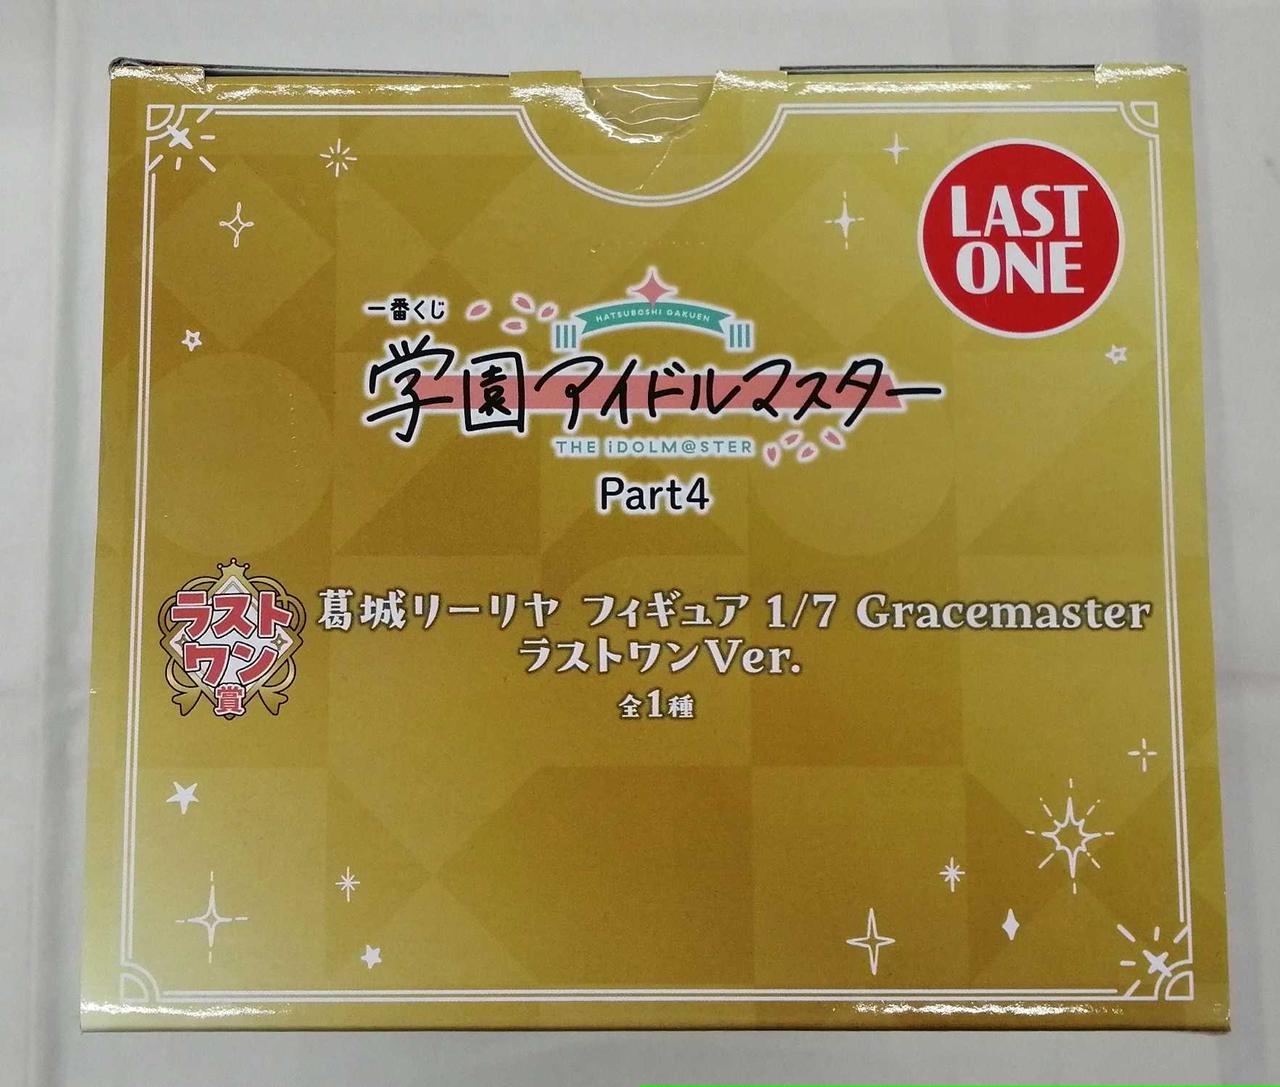 LAST
ONE
一番くじ
HATSUBOSHI GAKUEN
学園アイドルマスター
THE iDOLM@STER
Part4
ラスト
ワン
賞
葛城リーリヤ フィギュア 1/7 Gracemaster
ラストワンVer.
全1種